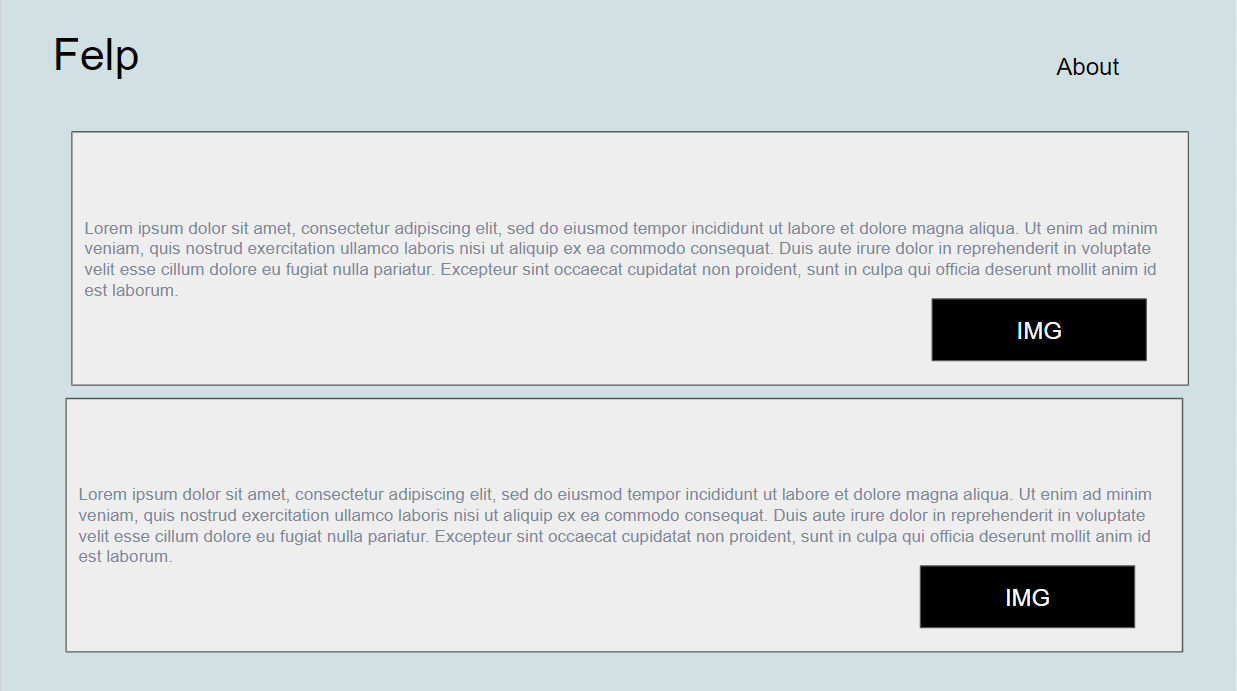 Felp
About
Lorem ipsum dolor sit amet, consectetur adipiscing elit, sed do eiusmod tempor incididunt ut labore et dolore magna aliqua. Ut enim ad minim
veniam, quis nostrud exercitation ullamco laboris nisi ut aliquip ex ea commodo consequat. Duis aute irure dolor in reprehenderit in voluptate
velit esse cillum dolore eu fugiat nulla pariatur. Excepteur sint occaecat cupidatat non proident, sunt in culpa qui officia deserunt mollit anim id
est laborum.
IMG
Lorem ipsum dolor sit amet, consectetur adipiscing elit, sed do eiusmod tempor incididunt ut labore et dolore magna aliqua. Ut enim ad minim
veniam, quis nostrud exercitation ullamco laboris nisi ut aliquip ex ea commodo consequat. Duis aute irure dolor in reprehenderit in voluptate
velit esse cillum dolore eu fugiat nulla pariatur. Excepteur sint occaecat cupidatat non proident, sunt in culpa qui officia deserunt mollit anim id
est laborum.
IMG